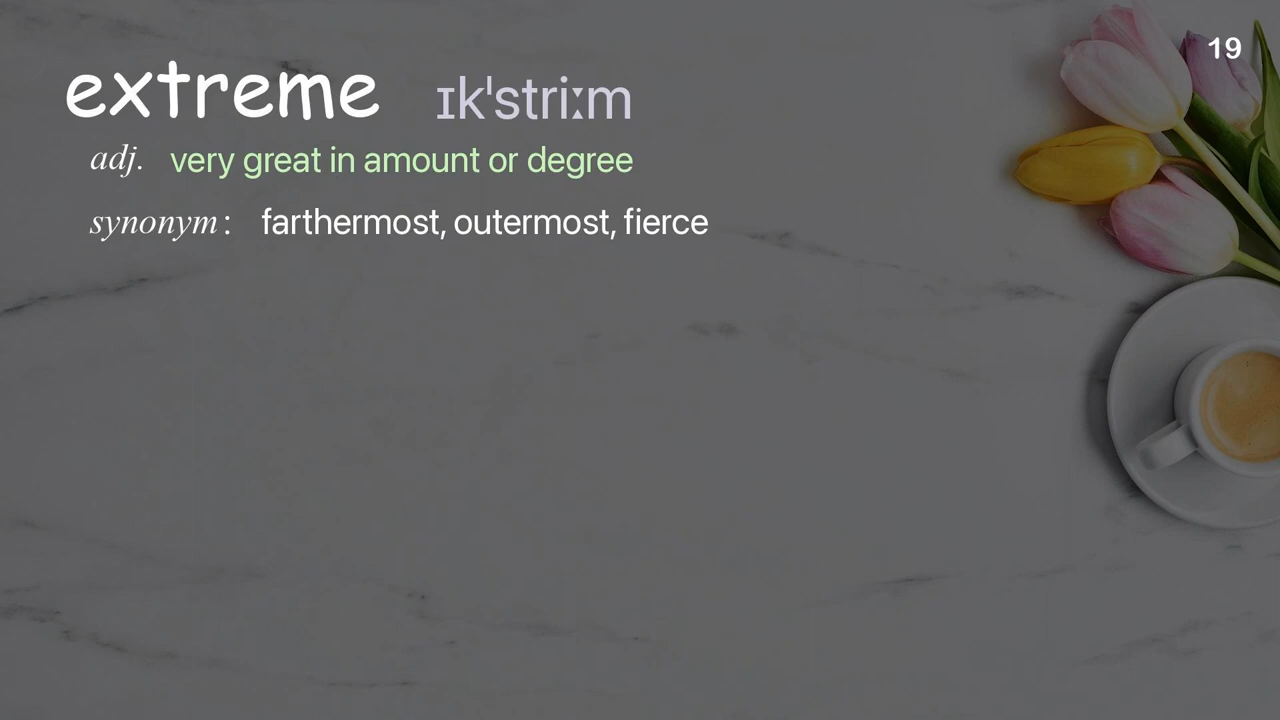 19
extreme ɪkˈstriːm
adj. very great in amount or degree
synonym: farthermost, outermost, fierce